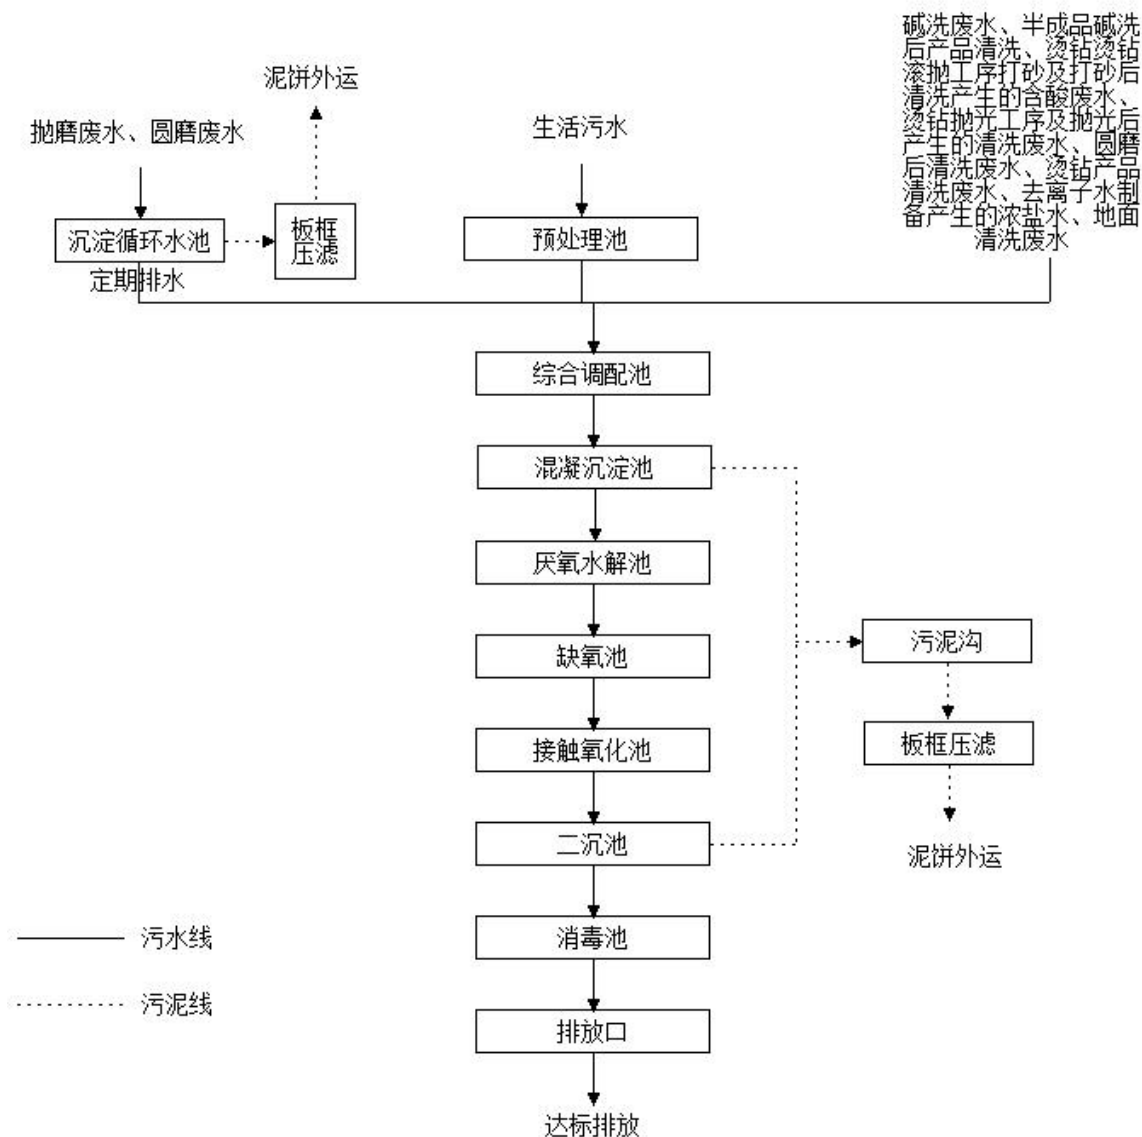 碱洗废水、半成品碱洗
后产品清洗、烫钻烫钻
滚抛工序打砂及打砂后
清洗产生的含酸废水、
烫钻抛光工序及抛光后
产生的清洗废水、圆磨
后清洗废水、烫钻产品
清洗废水、去离子水制
备产生的浓盐水、地面
清洗废水
泥饼外运
抛磨废水、圆磨废水
生活污水
沉淀循环水池
板框
压滤
预处理池
定期排水
综合调配池
混凝沉淀池
厌氧水解池
缺氧池
污泥沟
接触氧化池
板框压滤
二沉池
泥饼外运
消毒池
污水线
污泥线
排放口
达标排放